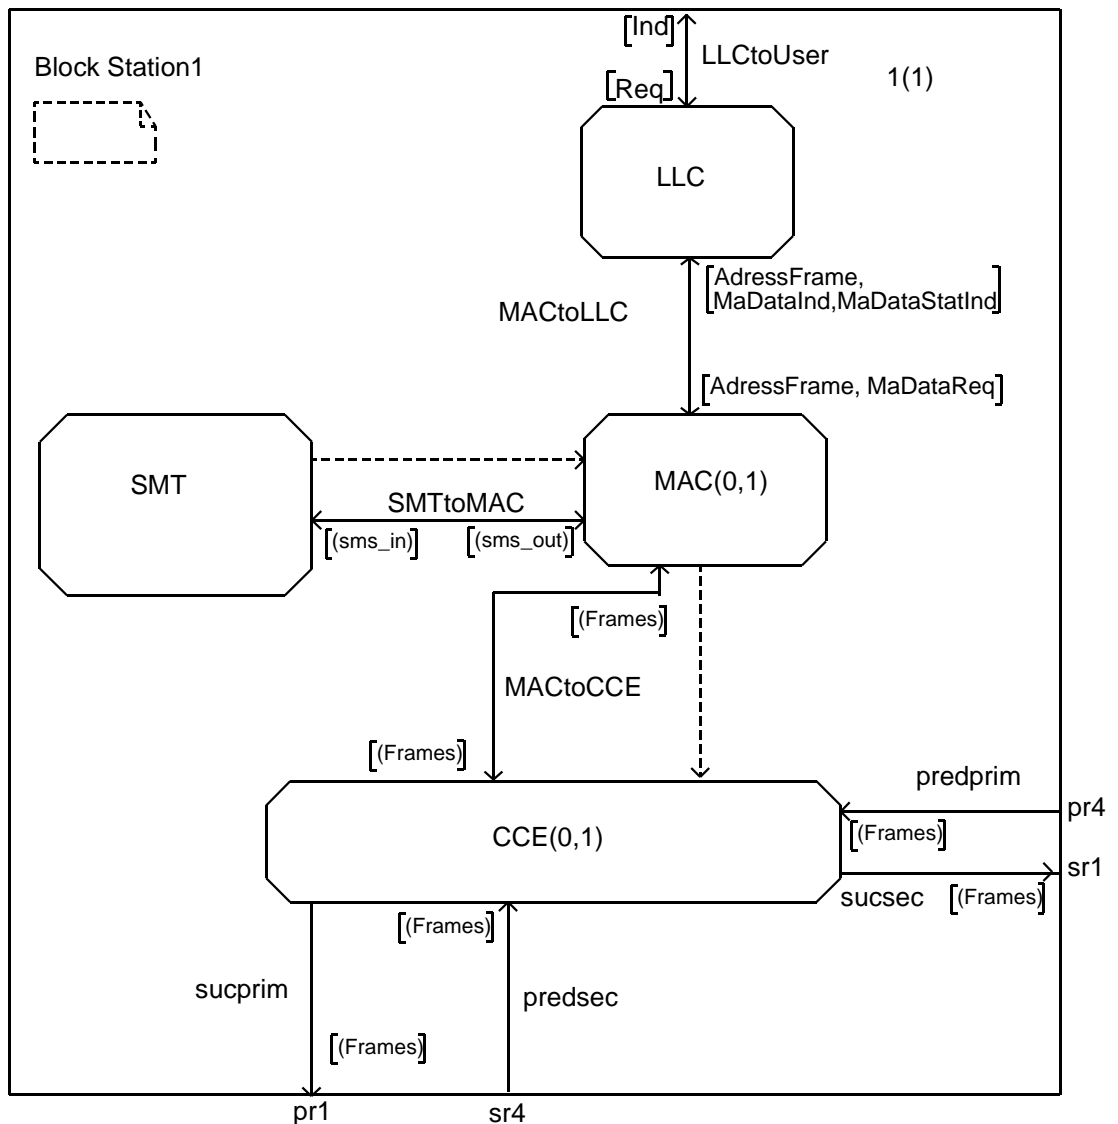 [Ind]
LLCtoUser
Block Station1
1(1)
[Req]
LLC
[AdressFrame,
MaDataInd,MaDataStatInd]
MACtoLLC
[AdressFrame, MaDataReq]
SMT
MAC(0,1)
SMTtoMAC
[(sms_in)]
[(sms_out)]
[(Frames)]
MACtoCCE
[(Frames)]
predprim
pr4
[(Frames)]
CCE(0,1)
sr1
sucsec
[(Frames)]
[(Frames)]
sucprim
predsec
[(Frames)]
pr1
sr4